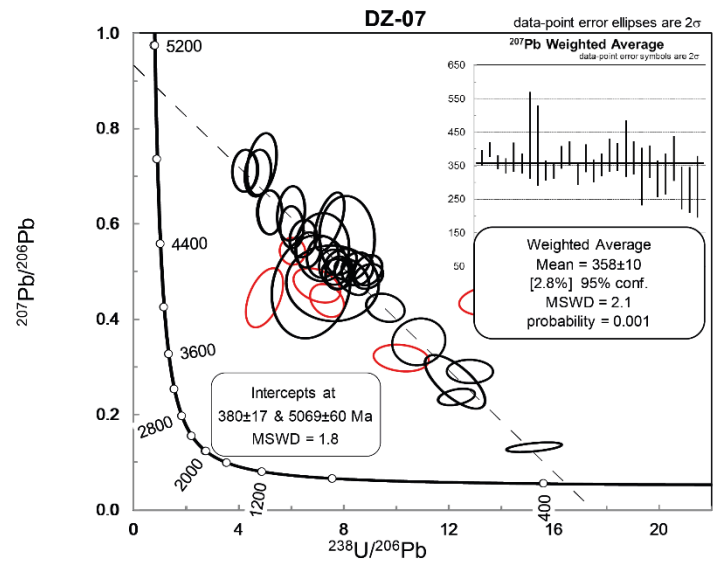 DZ-07
data-point error ellipses are 2σ
²⁰⁷Pb Weighted Average
data-point error symbols are 2σ
650
550
450
350
250
150
50
Weighted Average
Mean = 358±10
[2.8%] 95% conf.
MSWD = 2.1
probability = 0.001
1.0
0.8
0.6
0.4
0.2
0.0
²⁰⁷Pb/²⁰⁶Pb
5200
4400
3600
2800
2000
1200
400
Intercepts at
380±17 & 5069±60 Ma
MSWD = 1.8
0
4
8
12
16
20
²³⁸U/²⁰⁶Pb